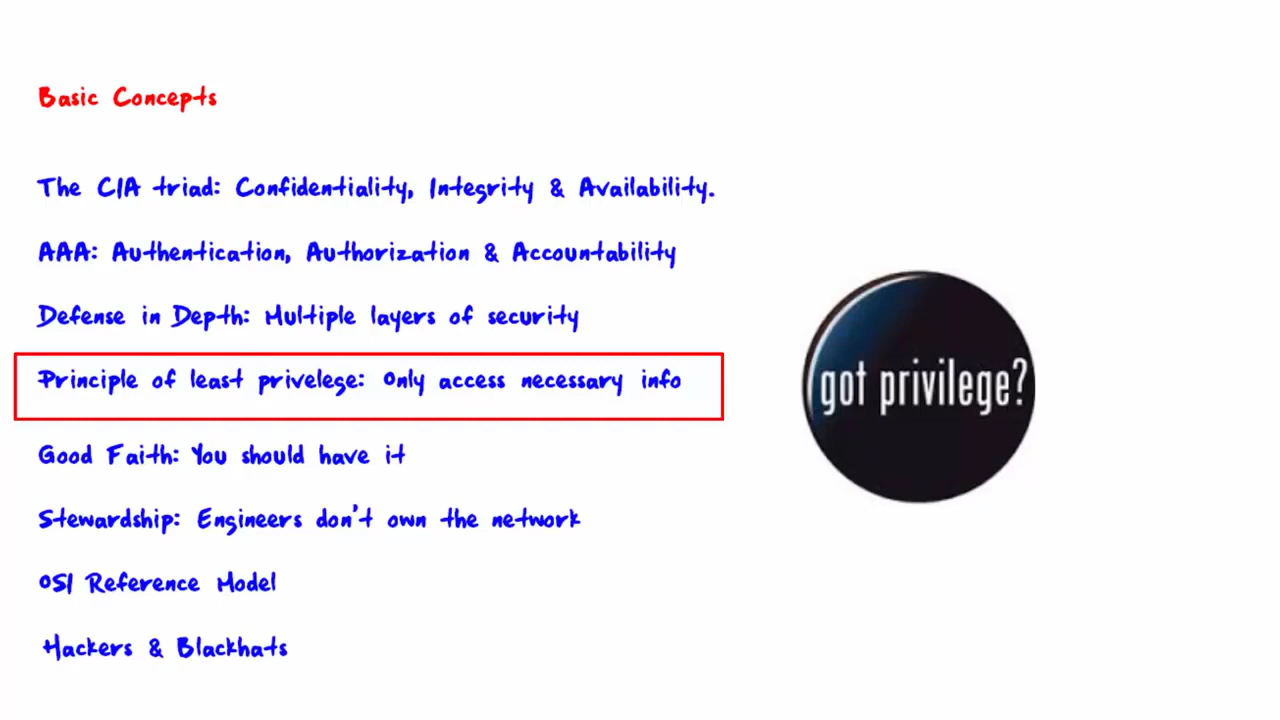 Basic Concepts
The CIA triad: Confidentiality, Integrity & Availability.
AAA: Authentication, Authorization & Accountability
Defense in Depth: Multiple layers of security
Principle of least privelege: Only access necessary info
got privilege?
Good Faith: You should have it
Stewardship: Engineers don't own the network
OSI Reference Model
Hackers & Blackhats